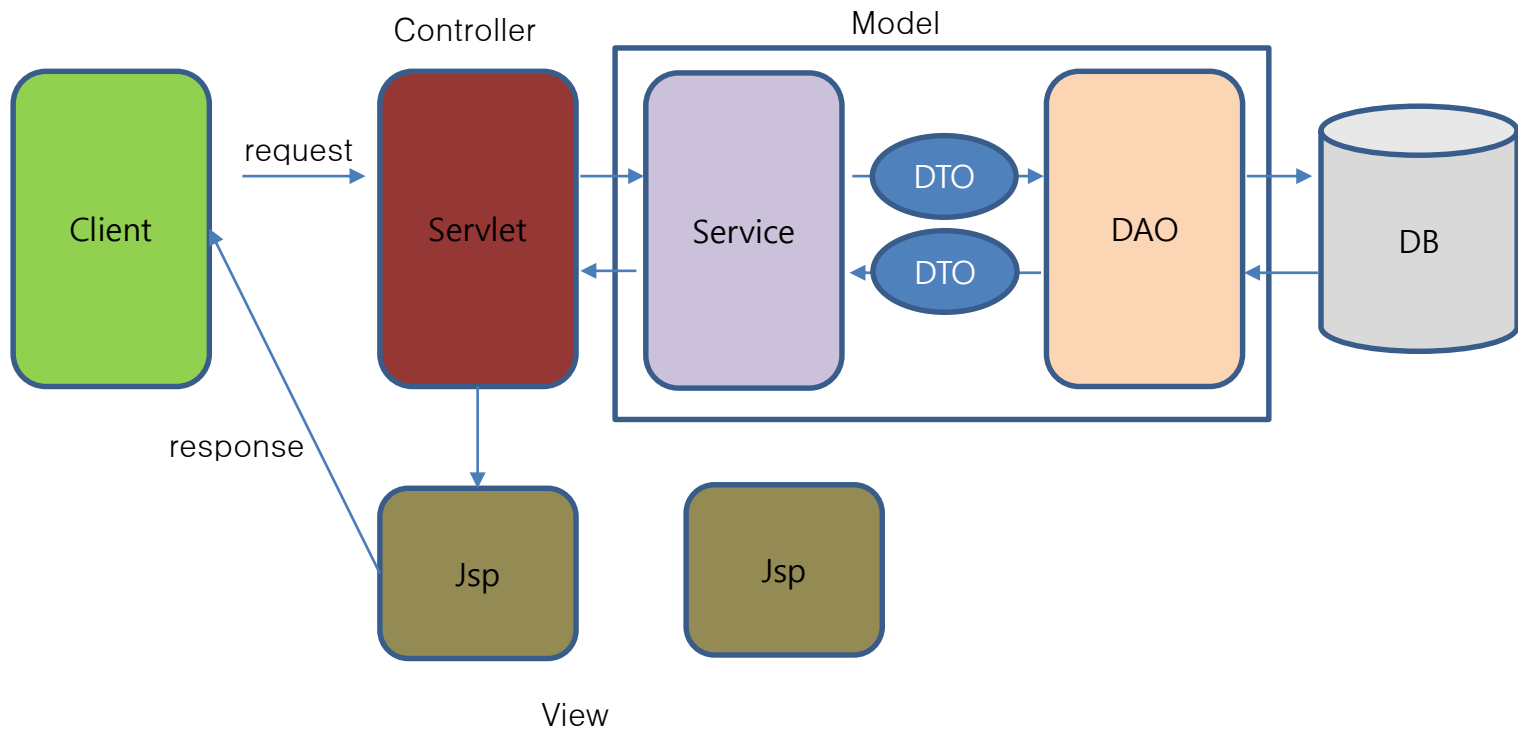 Controller
Model
request
Client
Servlet
Service
DTO
DTO
DAO
DB
response
Jsp
Jsp
View